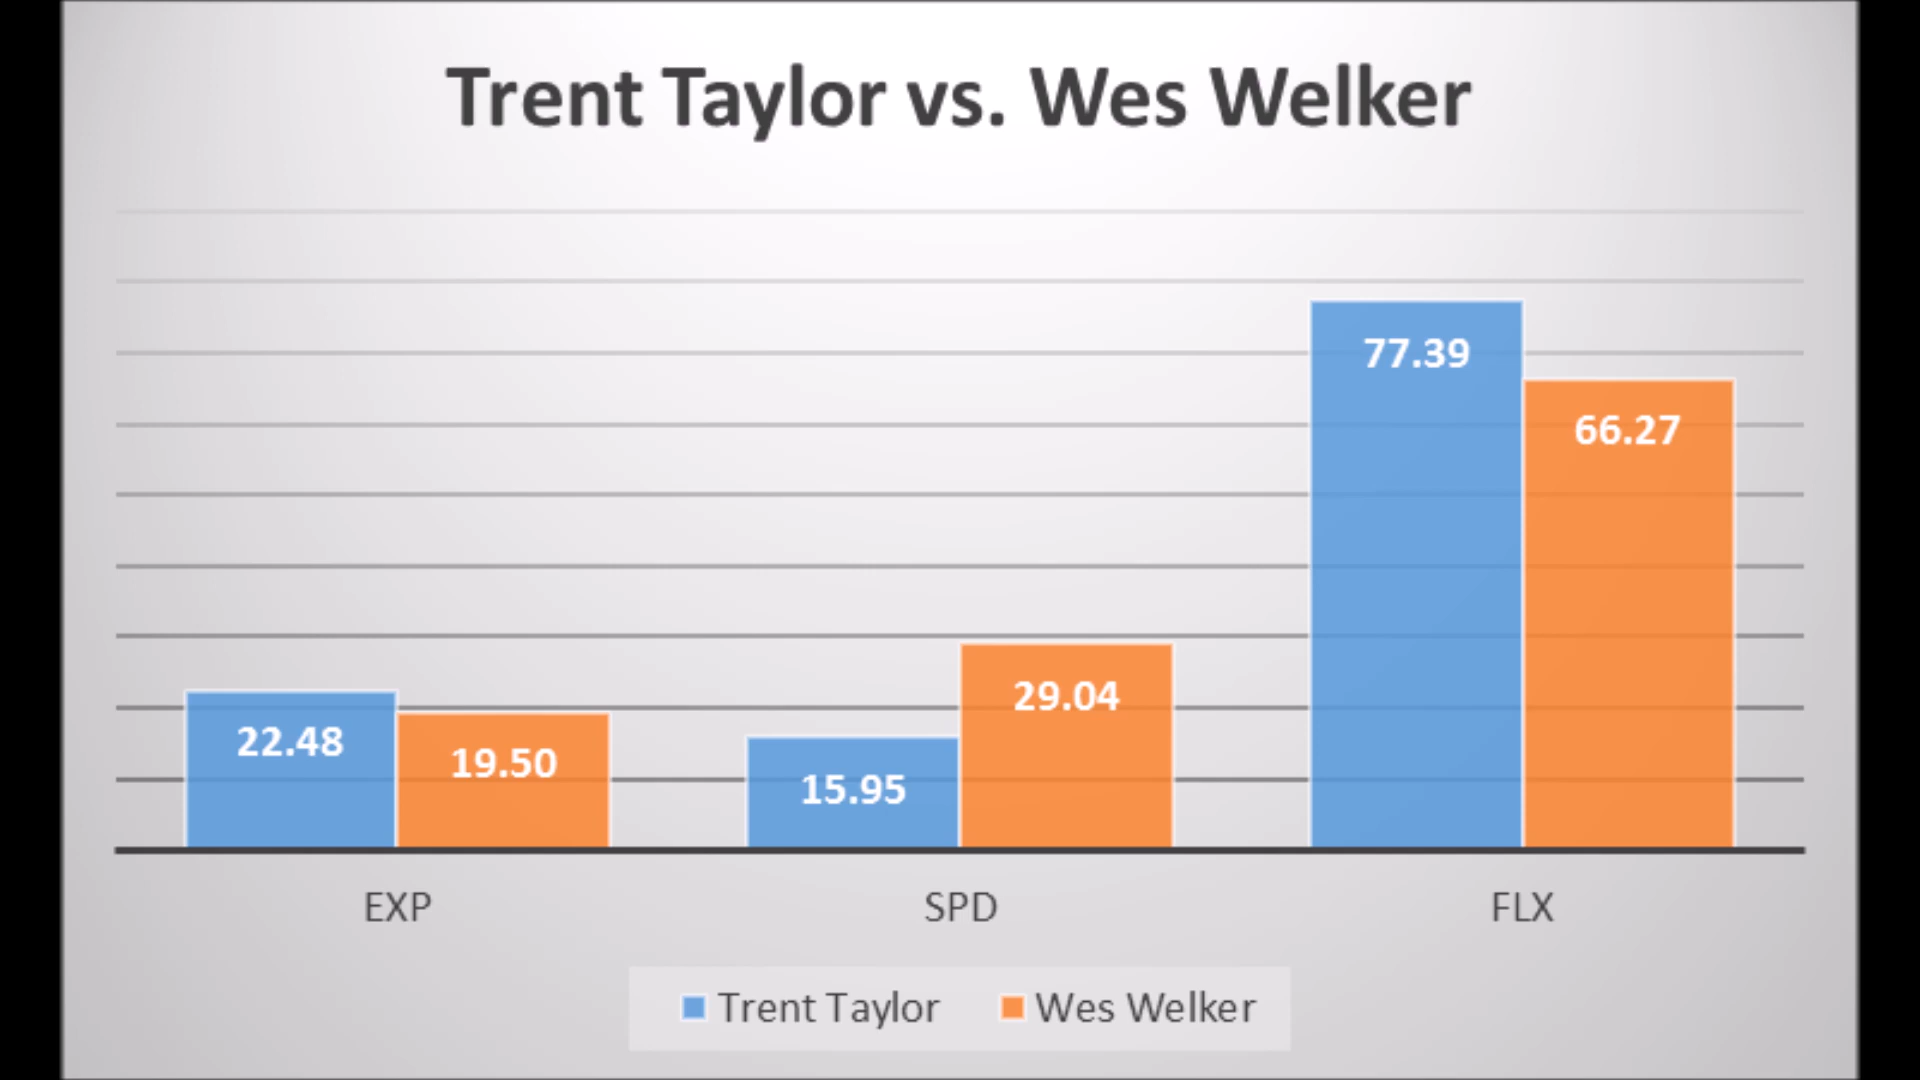 Trent Taylor vs. Wes Welker
77.39
66.27
29.04
22.48
19.50
15.95
EXP SPD FLX
Trent Taylor Wes Welker